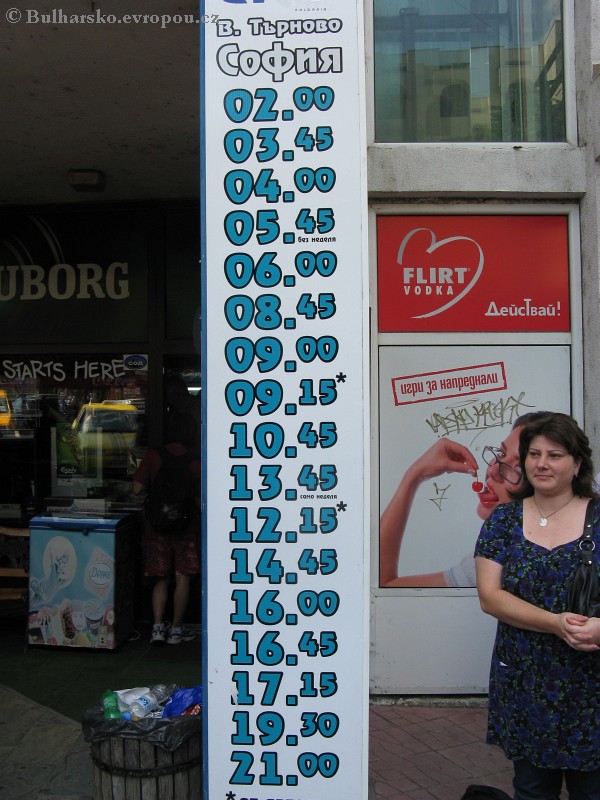 © Bulharsko.evropou.cz
В. Търново
София
02.00
03.45
04.00
05.45
без неделя
06.00
08.45
09.00
09.15*
10.45
13.45
само неделя
12.15*
14.45
16.00
16.45
17.15
19.30
21.00
UBORG
STARTS HERE
FLIRT
VODKA
Действай!
игри за напреднали